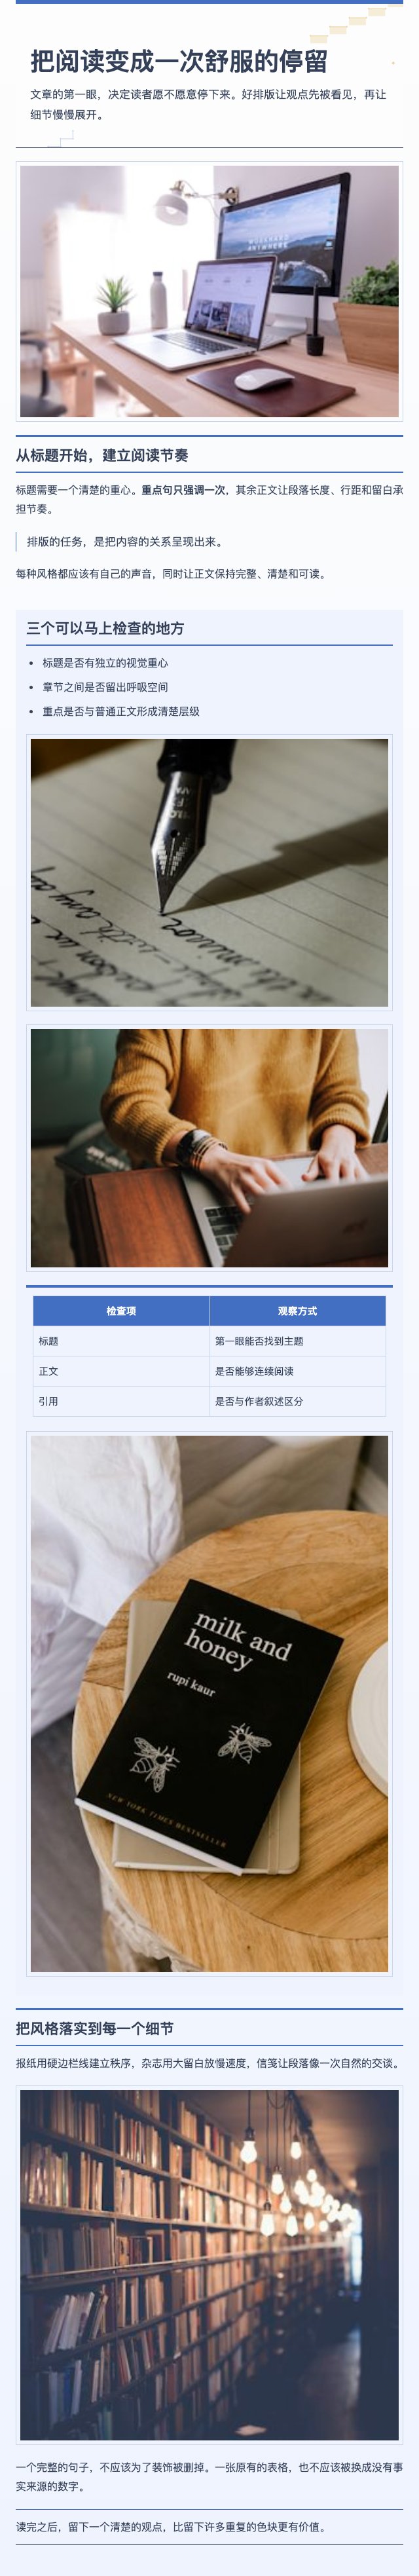 把阅读变成一次舒服的停留
文章的第一眼，决定读者愿不愿意停下来。好排版让观点先被看见，再让
细节慢慢展开。
从标题开始，建立阅读节奏
标题需要一个清楚的重心。重点句只强调一次，其余正文让段落长度、行距和留白承
担节奏。
排版的任务，是把内容的关系呈现出来。
每种风格都应该有自己的声音，同时让正文保持完整、清楚和可读。
三个可以马上检查的地方
• 标题是否有独立的视觉重心
• 章节之间是否留出呼吸空间
• 重点是否与普通正文形成清楚层级
检查项 观察方式
标题 第一眼能否找到主题
正文 是否能够连续阅读
引用 是否与作者叙述区分
milk and
honey
rupi kaur
NEW YORK TIMES BESTSELLER
把风格落实到每一个细节
报纸用硬边栏线建立秩序，杂志用大留白放慢速度，信笺让段落像一次自然的交谈。
一个完整的句子，不应该为了装饰被删掉。一张原有的表格，也不应该被换成没有事
实来源的数字。
读完之后，留下一个清楚的观点，比留下许多重复的色块更有价值。